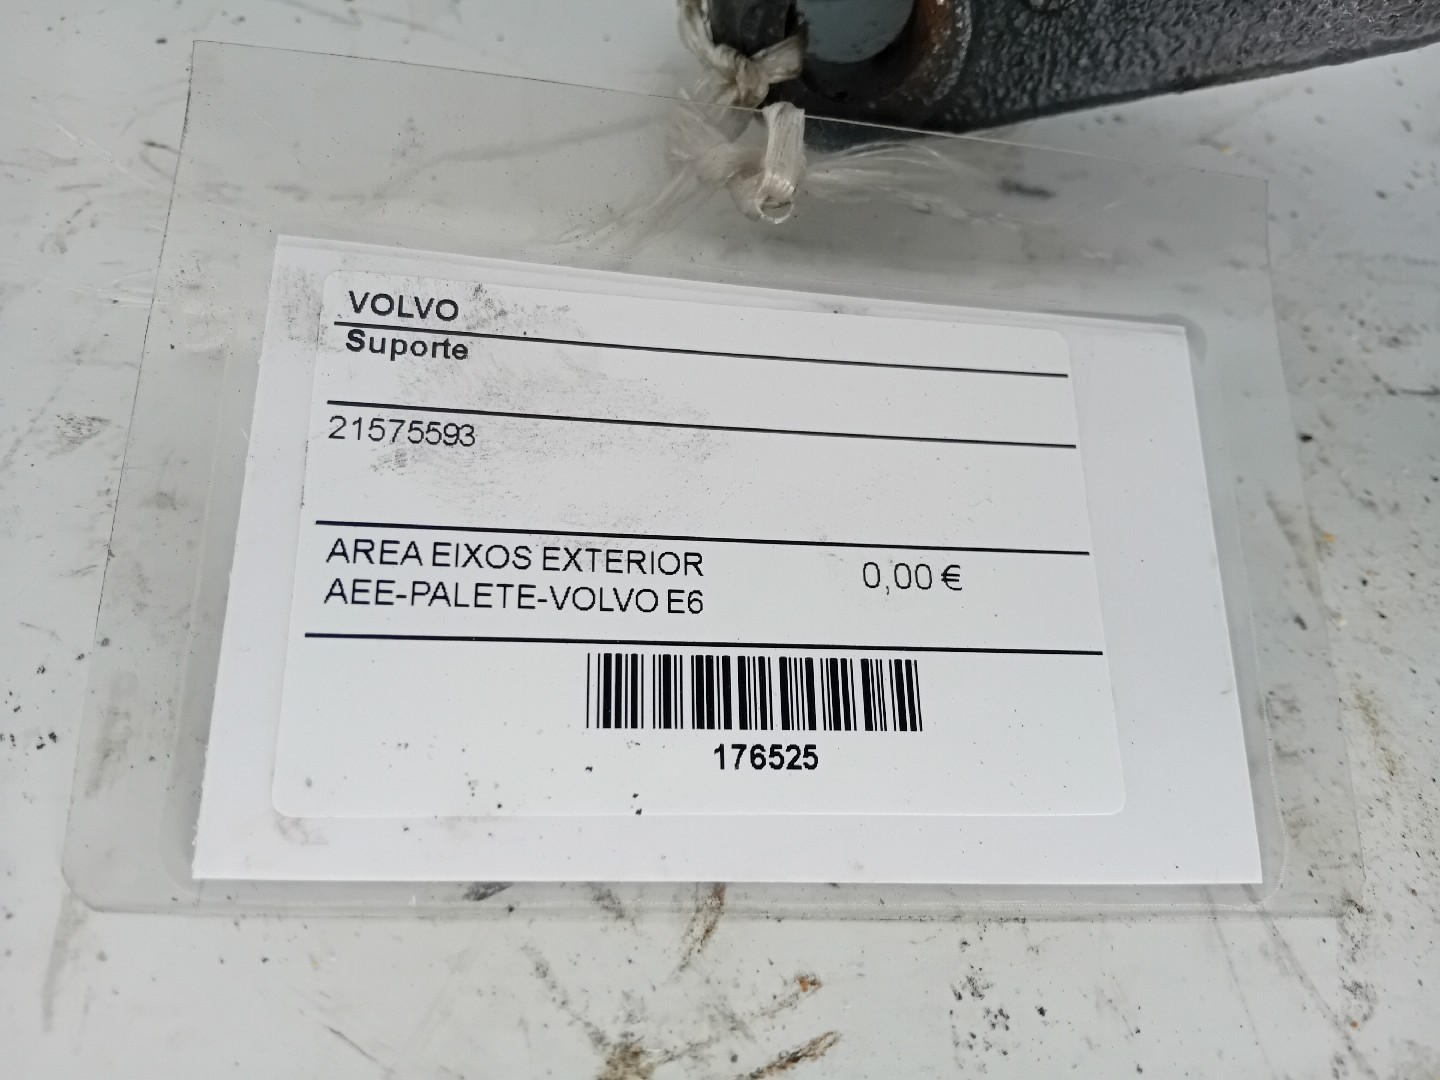 VOLVO
Suporte
21575593
AREA EIXOS EXTERIOR
0,00 €
AEE-PALETE-VOLVO E6
176525